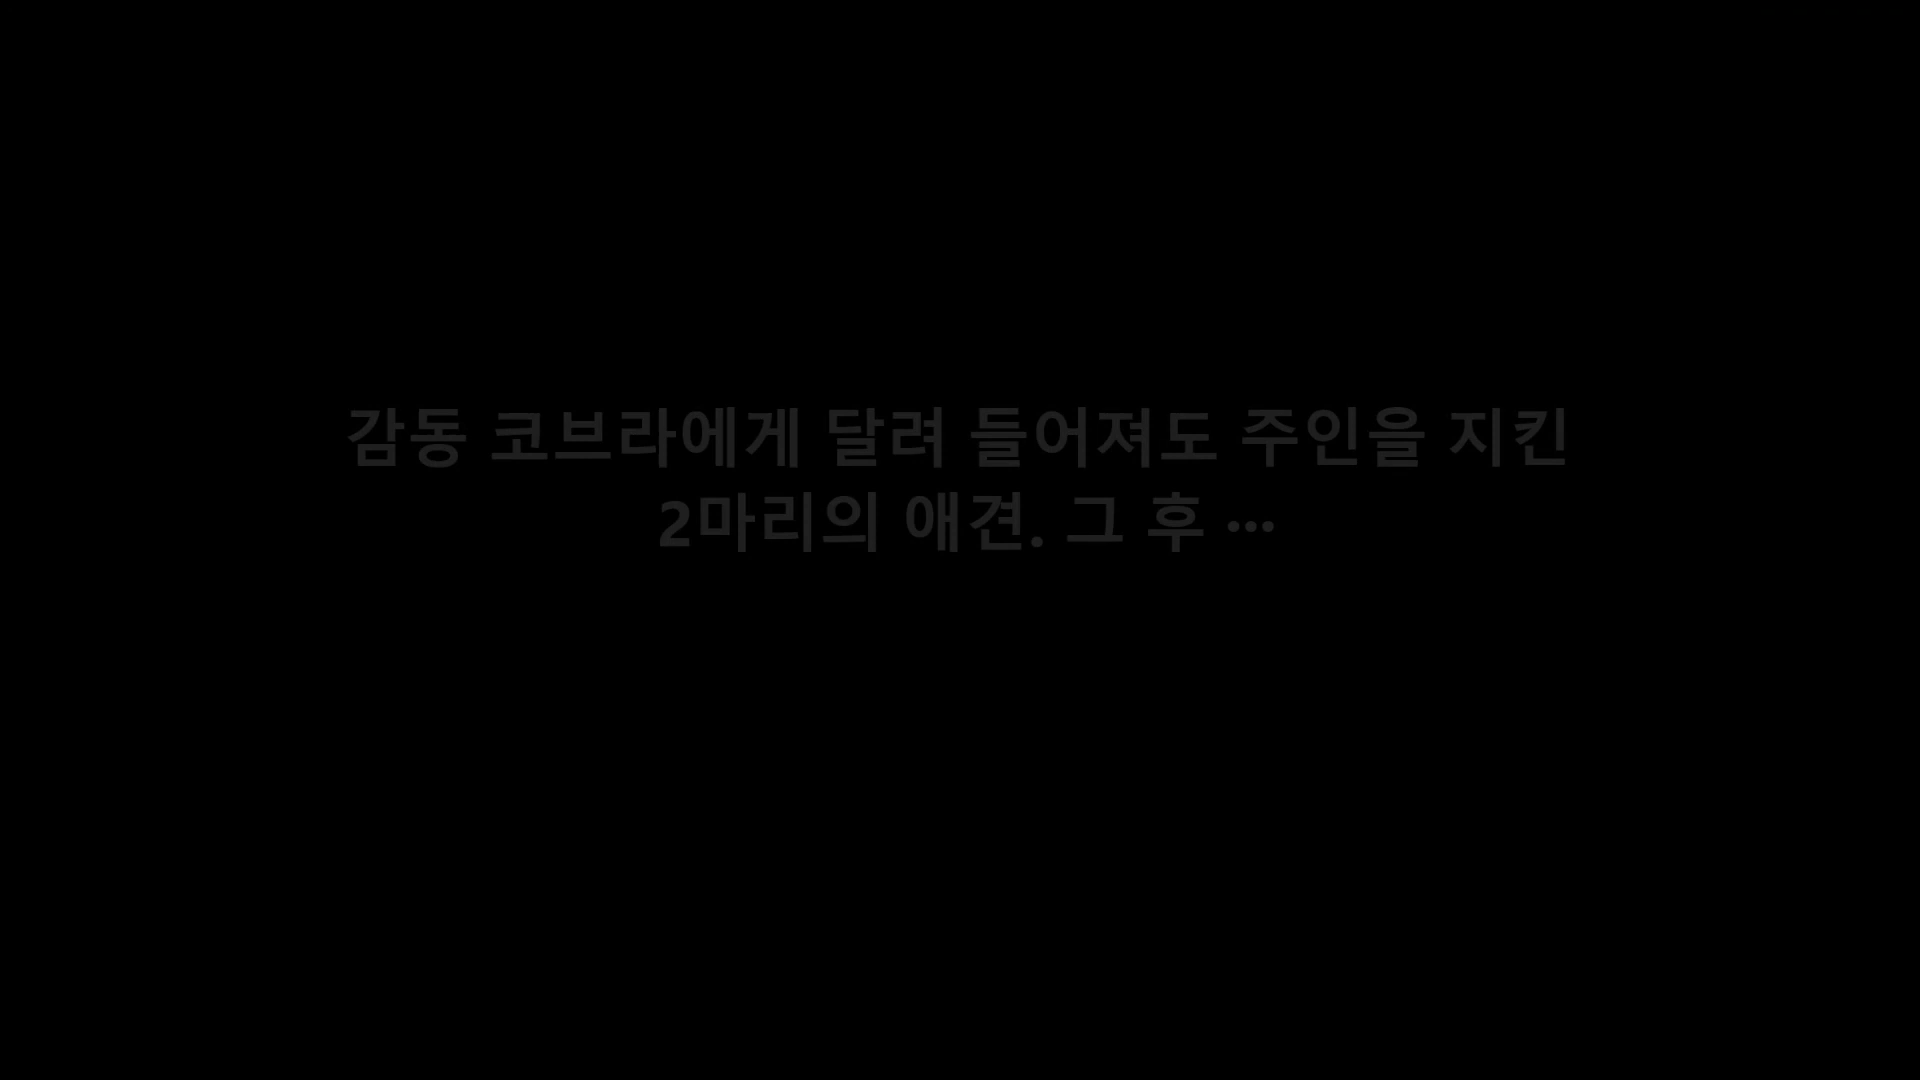 감동 코브라에게 달려 들어져도 주인을 지킨
2마리의 애견. 그 후 ···